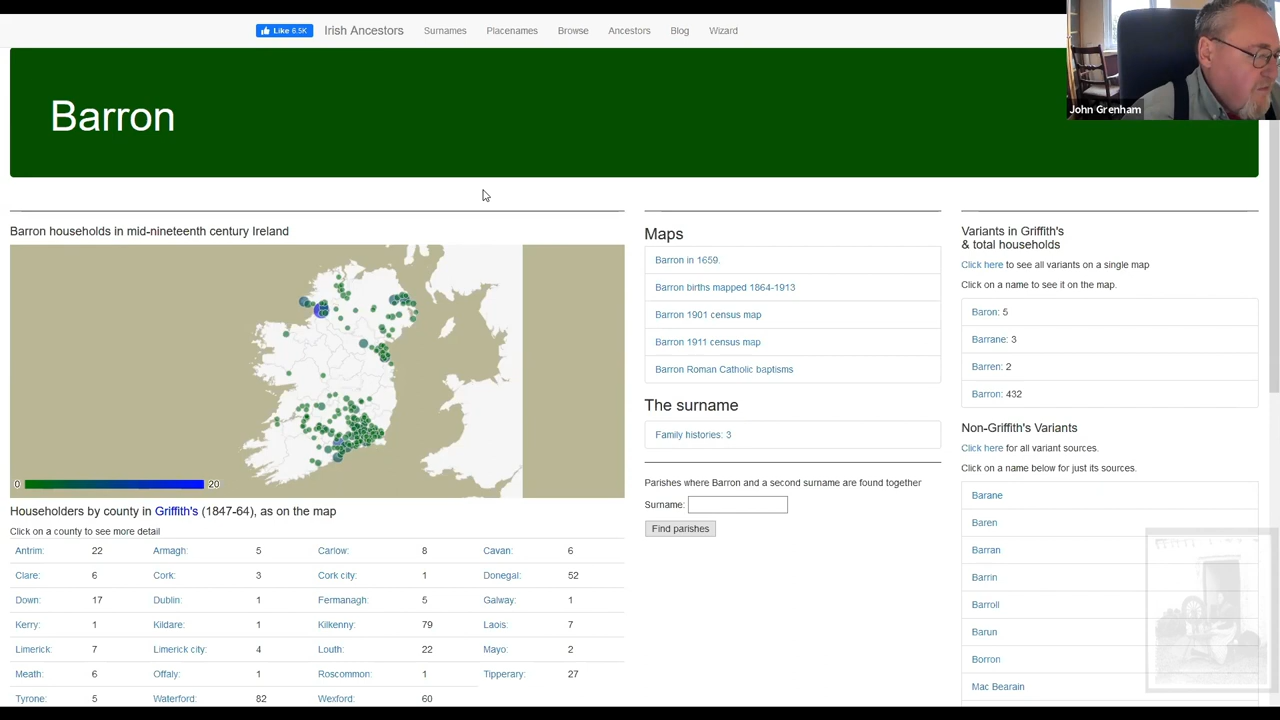 Like 6.5K Irish Ancestors Surnames Placenames Browse Ancestors Blog Wizard
John Grenham
Barron
Barron households in mid-nineteenth century Ireland
0 20
Householders by county in Griffith's (1847-64), as on the map
Click on a county to see more detail
Antrim: 22 Armagh: 5 Carlow: 8 Cavan: 6
Clare: 6 Cork: 3 Cork city: 1 Donegal: 52
Down: 17 Dublin: 1 Fermanagh: 5 Galway: 1
Kerry: 1 Kildare: 1 Kilkenny: 79 Laois: 7
Limerick: 7 Limerick city: 4 Louth: 22 Mayo: 2
Meath: 6 Offaly: 1 Roscommon: 1 Tipperary: 27
Tyrone: 5 Waterford: 82 Wexford: 60
Maps
Barron in 1659.
Barron births mapped 1864-1913
Barron 1901 census map
Barron 1911 census map
Barron Roman Catholic baptisms
The surname
Family histories: 3
Parishes where Barron and a second surname are found together
Surname:
Find parishes
Variants in Griffith's
& total households
Click here to see all variants on a single map
Click on a name to see it on the map.
Baron: 5
Barrane: 3
Barren: 2
Barron: 432
Non-Griffith's Variants
Click here for all variant sources.
Click on a name below for just its sources.
Barane
Baren
Barran
Barrin
Barroll
Barun
Borron
Mac Bearain